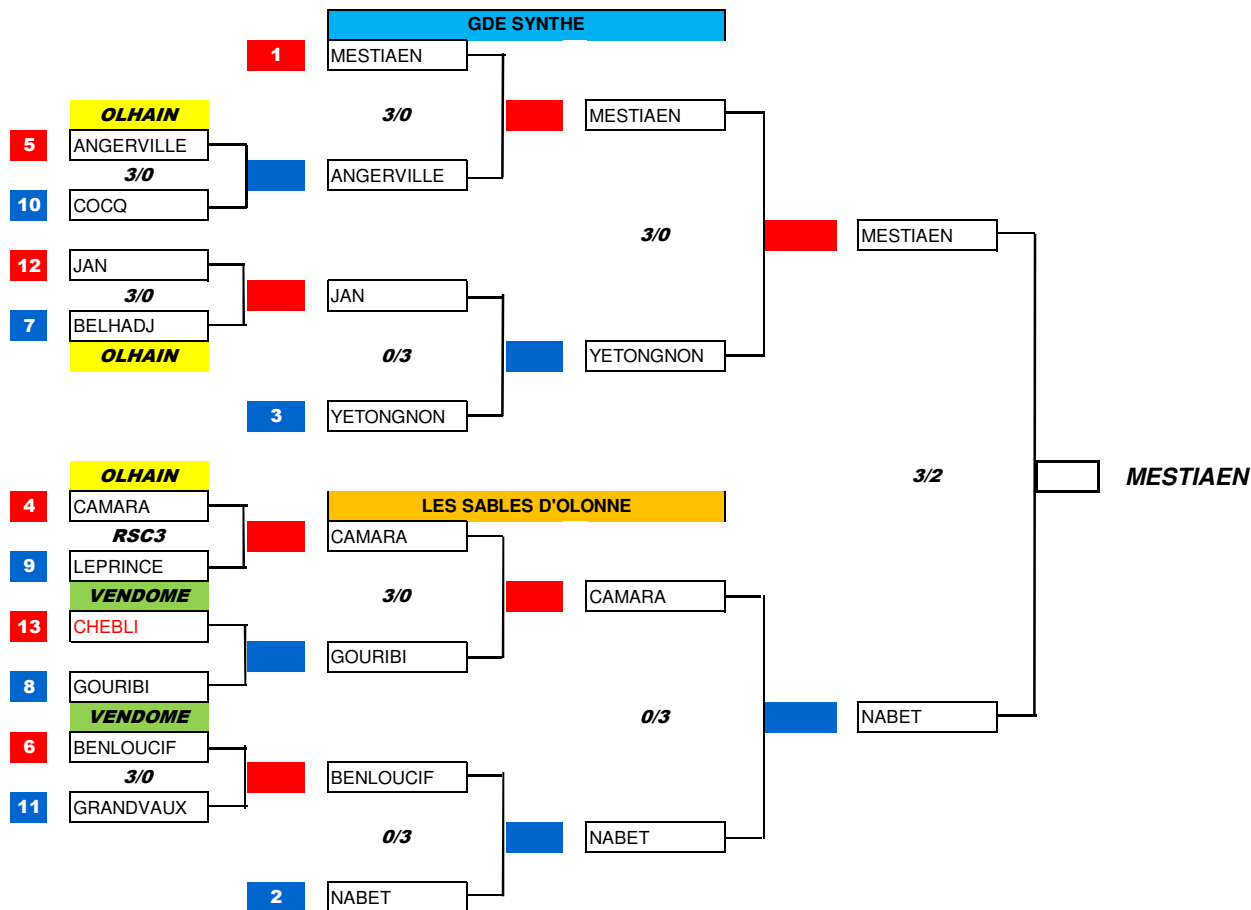 GDE SYNTHE
1 MESTIAEN
OLHAIN 3/0 MESTIAEN
5 ANGERVILLE
3/0 ANGERVILLE
10 COCQ
3/0 MESTIAEN
12 JAN
3/0 JAN
7 BELHADJ
OLHAIN 0/3 YETONGNON
3 YETONGNON
OLHAIN 3/2 MESTIAEN
4 CAMARA LES SABLES D'OLONNE
RSC3 CAMARA
9 LEPRINCE
VENDOME 3/0 CAMARA
13 CHEBLI
GOURIBI
8 GOURIBI
VENDOME 0/3 NABET
6 BENLOUCIF
3/0 BENLOUCIF
11 GRANDVAUX
0/3 NABET
2 NABET